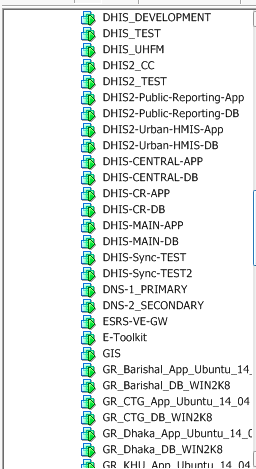 DHIS_DEVELOPMENT
DHIS_TEST
DHIS_UHFM
DHIS2_CC
DHIS2_TEST
DHIS2-Public-Reporting-App
DHIS2-Public-Reporting-DB
DHIS2-Urban-HMIS-App
DHIS2-Urban-HMIS-DB
DHIS-CENTRAL-APP
DHIS-CENTRAL-DB
DHIS-CR-APP
DHIS-CR-DB
DHIS-MAIN-APP
DHIS-MAIN-DB
DHIS-Sync-TEST
DHIS-Sync-TEST2
DNS-1_PRIMARY
DNS-2_SECONDARY
ESRS-VE-GW
E-Toolkit
GIS
GR_Barishal_App_Ubuntu_14_
GR_Barishal_DB_WIN2K8
GR_CTG_App_Ubuntu_14_04
GR_CTG_DB_WIN2K8
GR_Dhaka_App_Ubuntu_14_0
GR_Dhaka_DB_WIN2K8
GR_KHU_App_Ubuntu_14_04